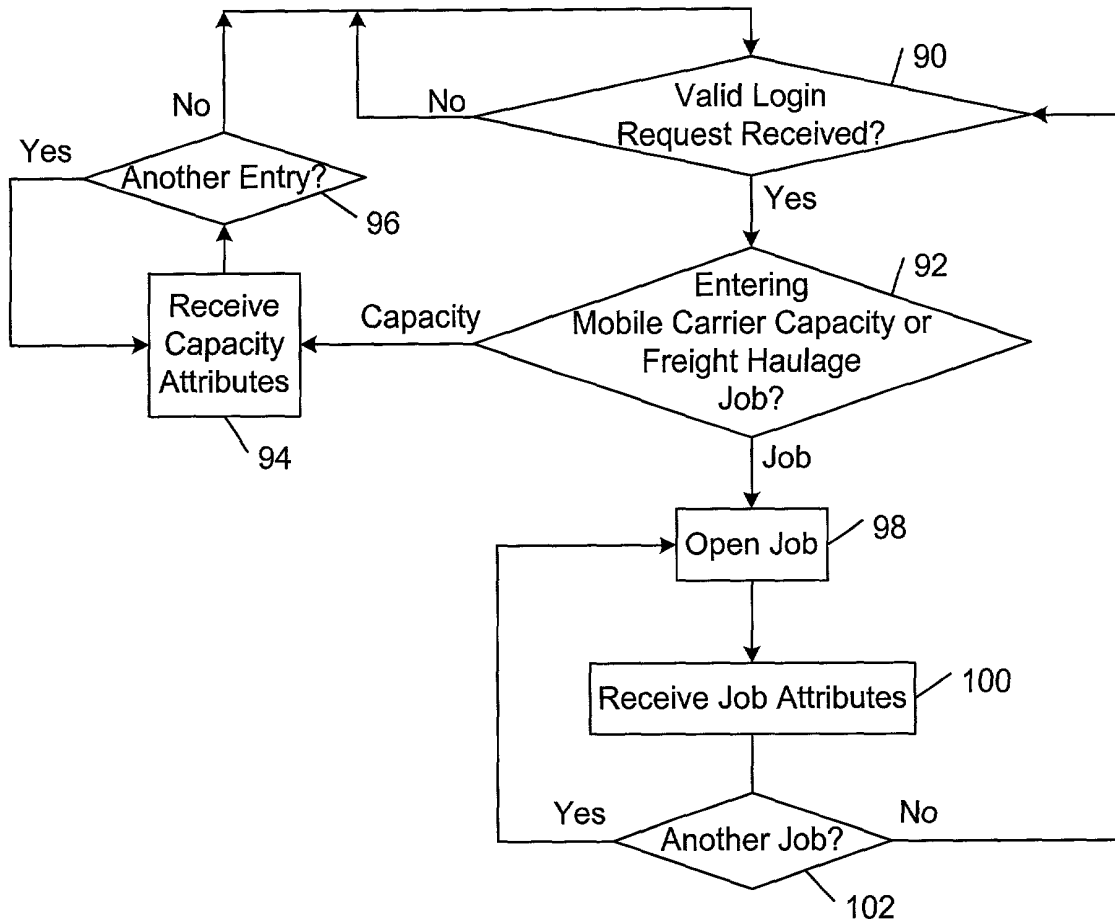 90
No
No
Valid Login
Request Received?
Yes
Another Entry?
96
Yes
92
Entering
Mobile Carrier Capacity or
Freight Haulage
Job?
Capacity
Receive
Capacity
Attributes
94
Job
Open Job
98
Receive Job Attributes
100
Yes
No
Another Job?
102